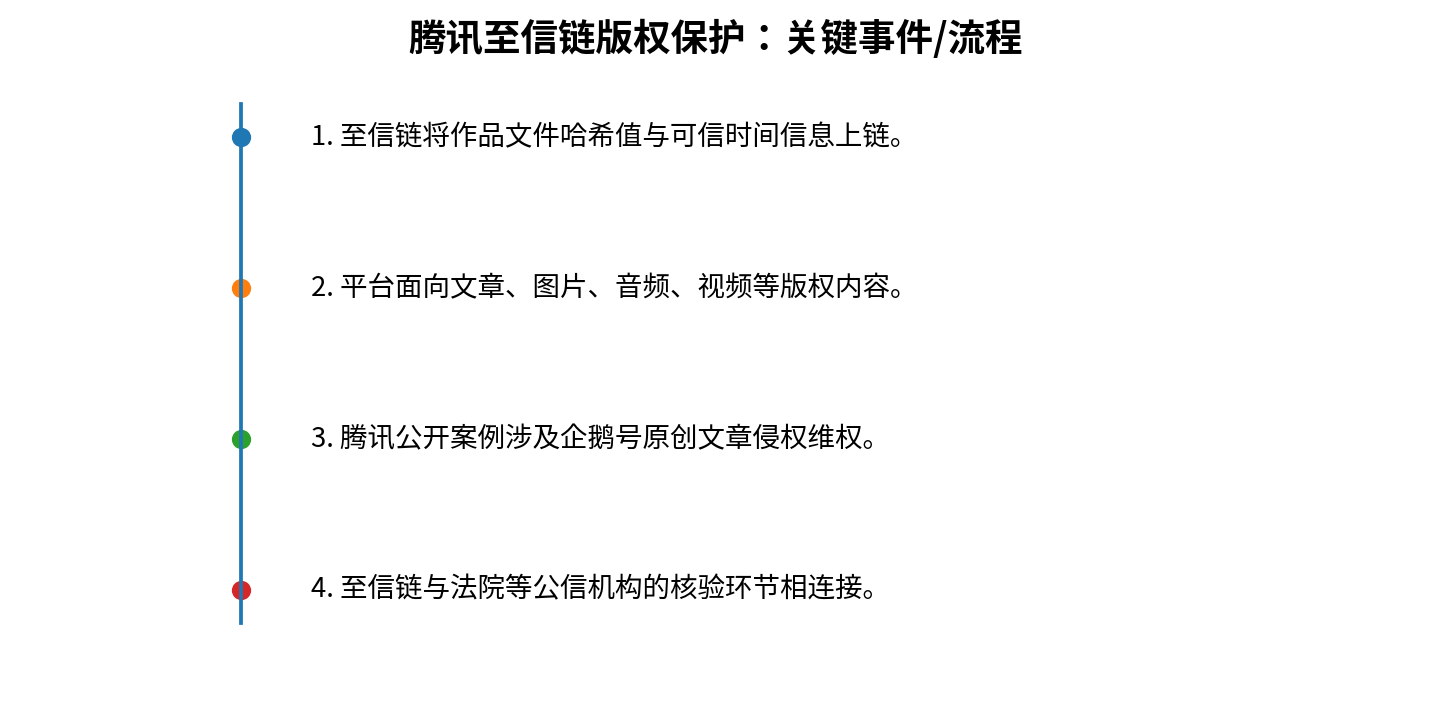 腾讯至信链版权保护：关键事件/流程
1. 至信链将作品文件哈希值与可信时间信息上链。
2. 平台面向文章、图片、音频、视频等版权内容。
3. 腾讯公开案例涉及企鹅号原创文章侵权维权。
4. 至信链与法院等公信机构的核验环节相连接。